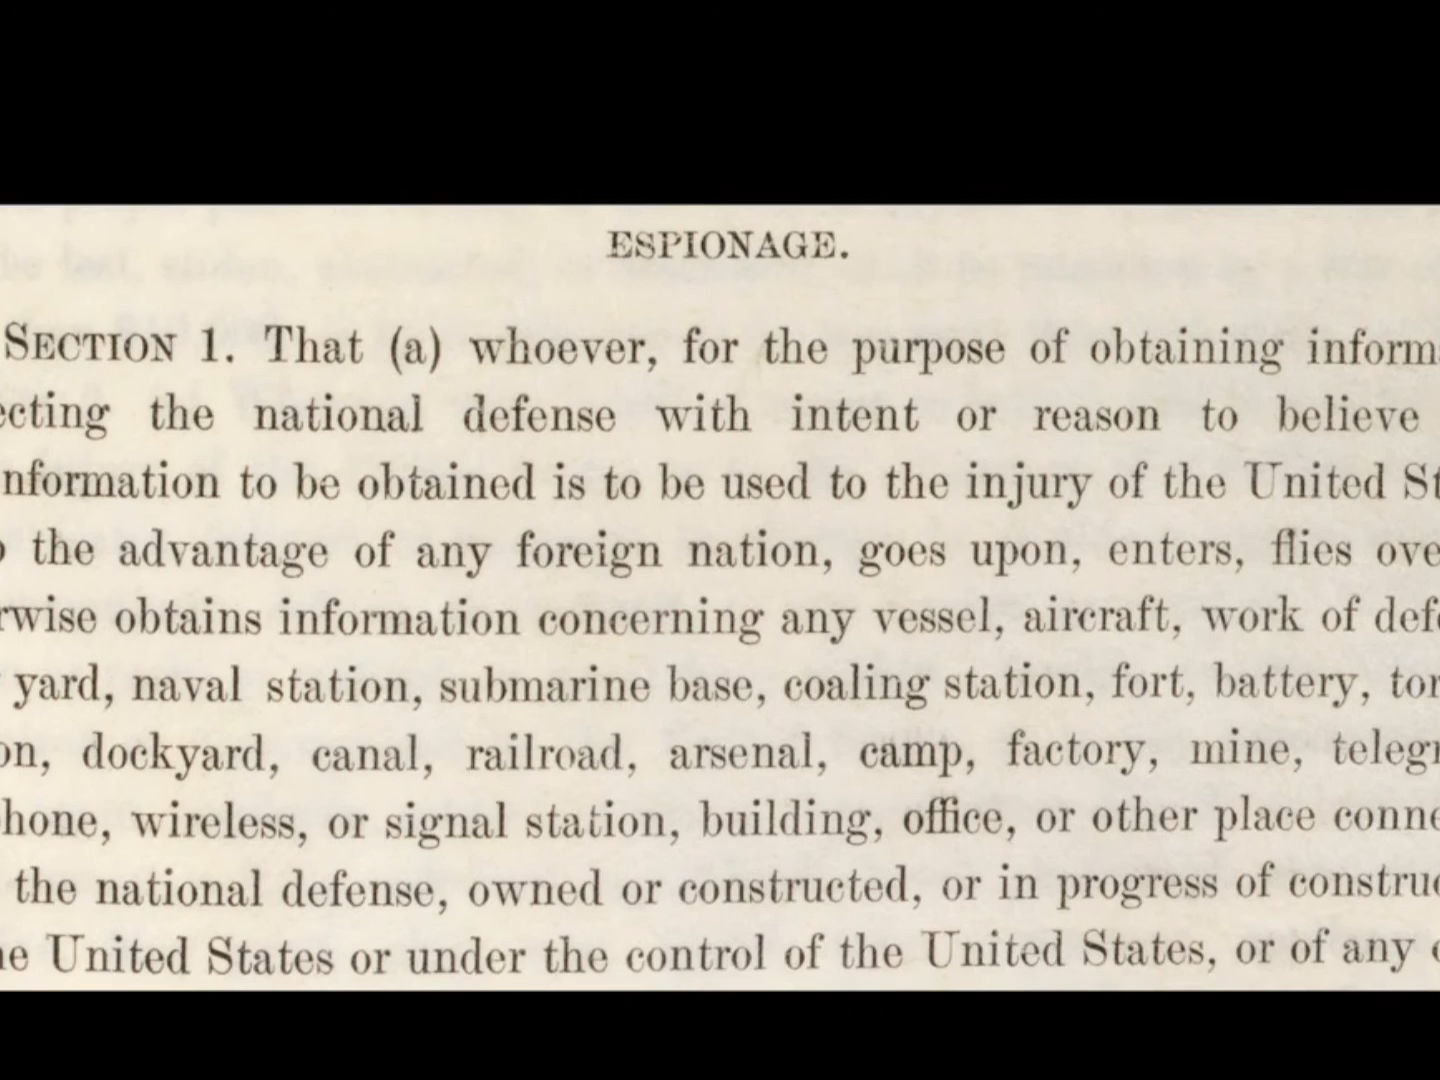 ESPIONAGE.
SECTION 1. That (a) whoever, for the purpose of obtaining inform
ecting the national defense with intent or reason to believe
nformation to be obtained is to be used to the injury of the United St
the advantage of any foreign nation, goes upon, enters, flies ove
rwise obtains information concerning any vessel, aircraft, work of defe
yard, naval station, submarine base, coaling station, fort, battery, tor
on, dockyard, canal, railroad, arsenal, camp, factory, mine, telegr
hone, wireless, or signal station, building, office, or other place conne
the national defense, owned or constructed, or in progress of construc
he United States or under the control of the United States, or of any